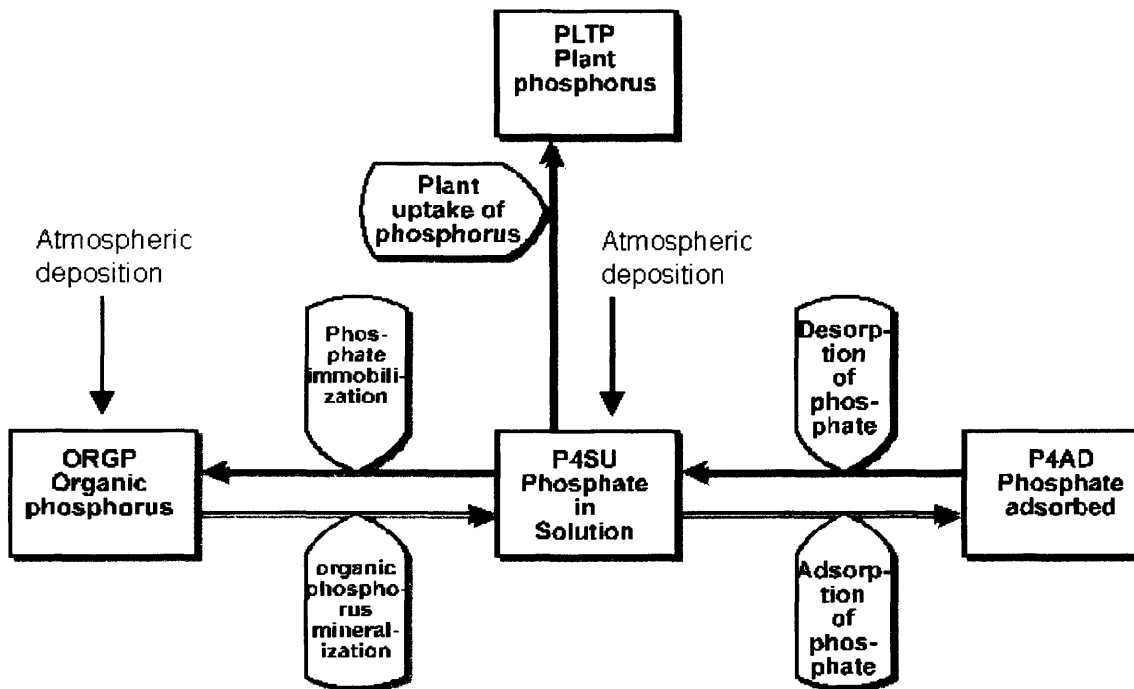 PLTP
Plant
phosphorus
Plant
uptake of
phosphorus
Atmospheric
deposition
Atmospheric
deposition
Phos-
phate
immobili-
zation
Desorp-
tion
of
phos-
phate
ORGP
Organic
phosphorus
P4SU
Phosphate
in
Solution
P4AD
Phosphate
adsorbed
organic
phospho-
rus
mineral-
ization
Adsorp-
tion
of
phos-
phate